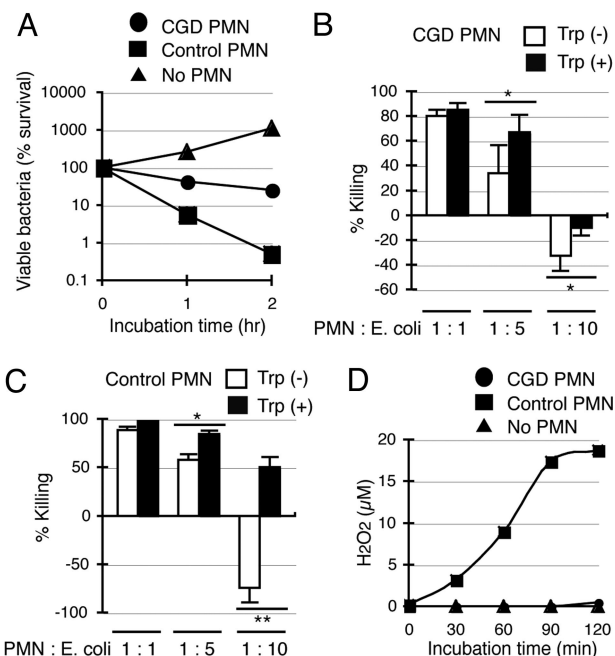 A
CGD PMN
Control PMN
No PMN
Viable bacteria (% survival)
10000
1000
100
10
1
0.1
0 1 2
Incubation time (hr)
B
CGD PMN
Trp (-)
Trp (+)
% Killing
100
80
60
40
20
0
-20
-40
-60
*
*
PMN : E. coli 1 : 1 1 : 5 1 : 10
C
Control PMN
Trp (-)
Trp (+)
% Killing
100
50
0
-50
-100
*
**
PMN : E. coli 1 : 1 1 : 5 1 : 10
D
CGD PMN
Control PMN
No PMN
H2O2 (µM)
20
15
10
5
0
0 30 60 90 120
Incubation time (min)